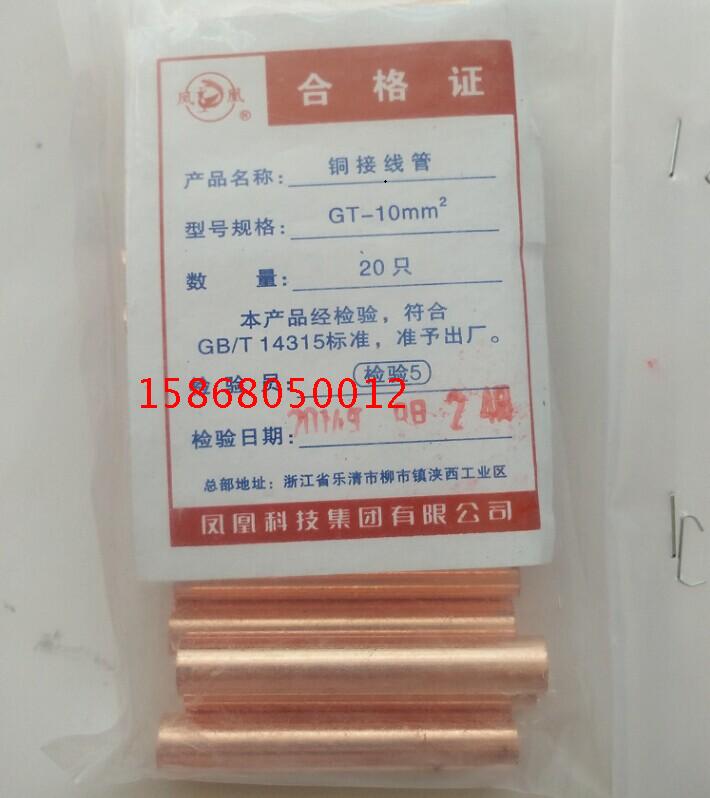 凤凰®
合格证
产品名称：铜接线管
型号规格：GT-10mm²
数量：20只
本产品经检验，符合
GB/T 14315标准，准予出厂。
检验员：检验5
15868050012
检验日期：
总部地址：浙江省乐清市柳市镇浃西工业区
凤凰科技集团有限公司